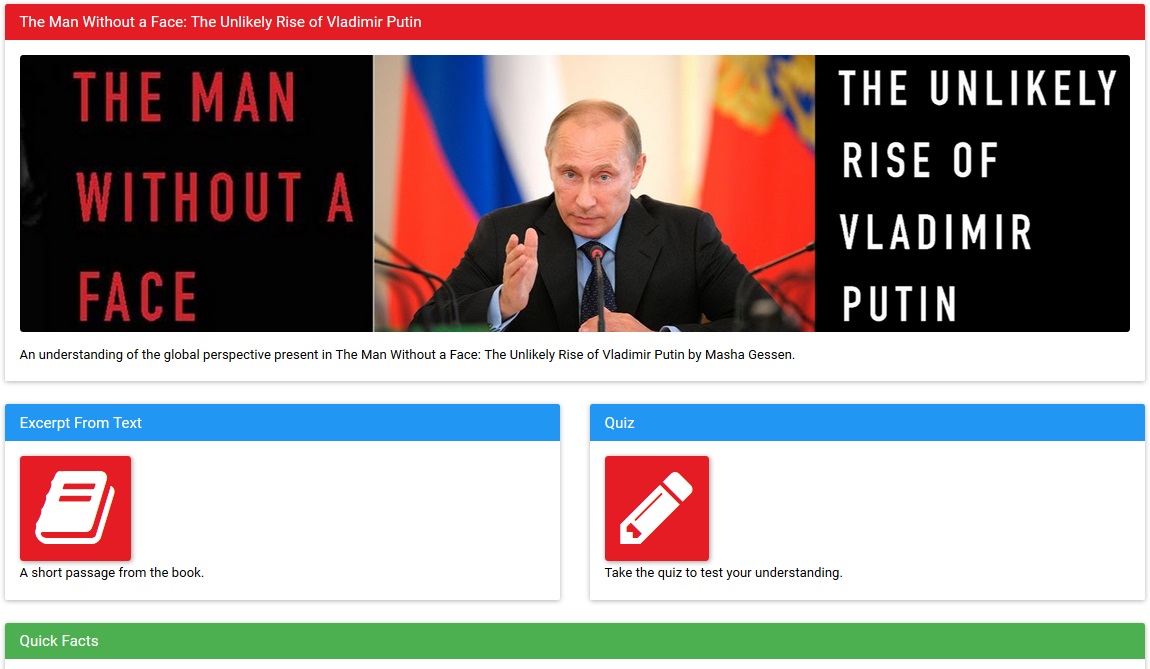 The Man Without a Face: The Unlikely Rise of Vladimir Putin
THE MAN
WITHOUT A
FACE
THE UNLIKELY
RISE OF
VLADIMIR
PUTIN
An understanding of the global perspective present in The Man Without a Face: The Unlikely Rise of Vladimir Putin by Masha Gessen.
Excerpt From Text
A short passage from the book.
Quiz
Take the quiz to test your understanding.
Quick Facts